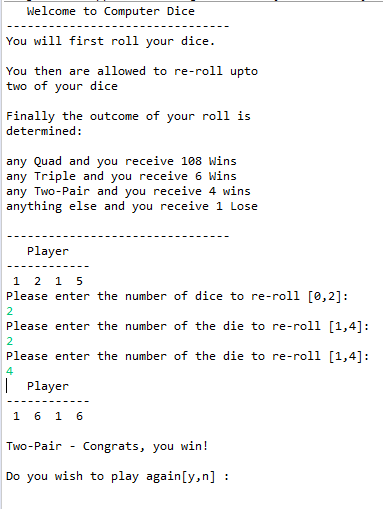 Welcome to Computer Dice
------------------------------
You will first roll your dice.
You then are allowed to re-roll upto
two of your dice
Finally the outcome of your roll is
determined:
any Quad and you receive 108 Wins
any Triple and you receive 6 Wins
any Two-Pair and you receive 4 wins
anything else and you receive 1 Lose
------------------------------
Player
------------
1 2 1 5
Please enter the number of dice to re-roll [0,2]:
2
Please enter the number of the die to re-roll [1,4]:
2
Please enter the number of the die to re-roll [1,4]:
4
Player
------------
1 6 1 6
Two-Pair - Congrats, you win!
Do you wish to play again[y,n] :